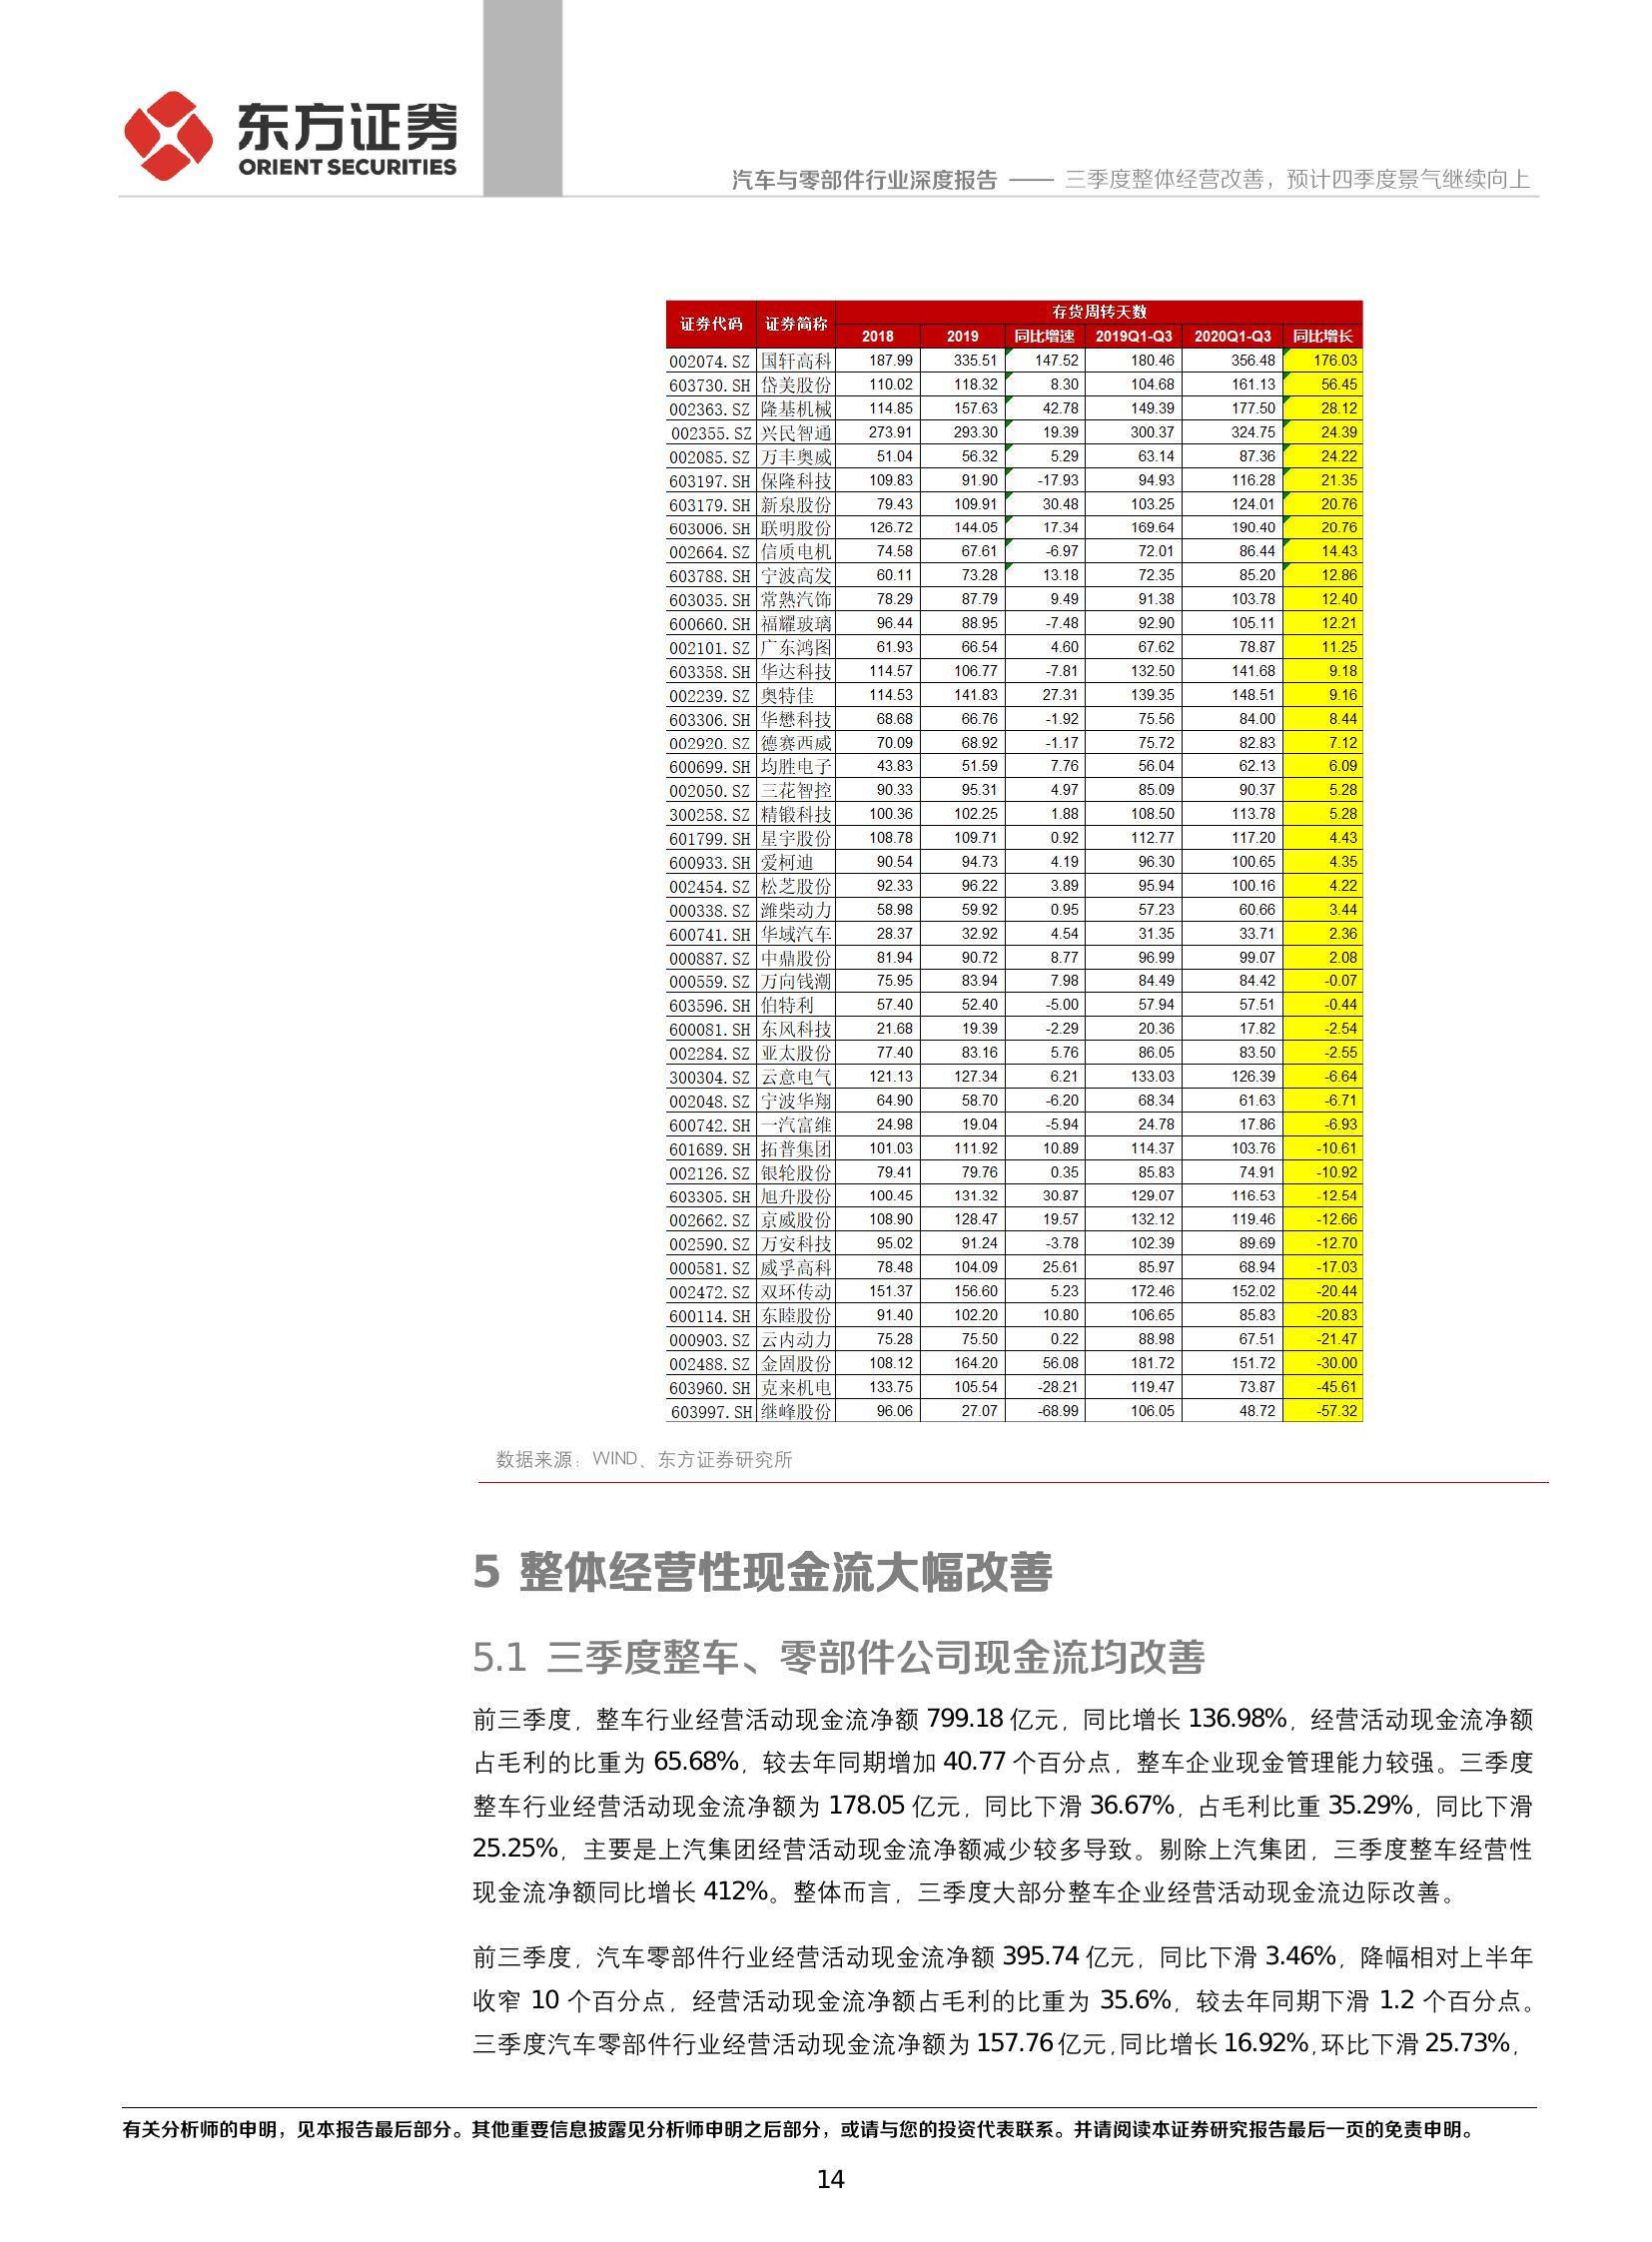 东方证券
ORIENT SECURITIES
汽车与零部件行业深度报告 —— 三季度整体经营改善，预计四季度景气继续向上
证券代码 证券简称 存货周转天数
2018 2019 同比增速 2019Q1-Q3 2020Q1-Q3 同比增长
002074.SZ 国轩高科 187.99 335.51 147.52 180.46 356.48 176.03
603730.SH 岱美股份 110.02 118.32 8.30 104.68 161.13 56.45
002363.SZ 隆基机械 114.85 157.63 42.78 149.39 177.50 28.12
002355.SZ 兴民智通 273.91 293.30 19.39 300.37 324.75 24.39
002085.SZ 万丰奥威 51.04 56.32 5.29 63.14 87.36 24.22
603197.SH 保隆科技 109.83 91.90 -17.93 94.93 116.28 21.35
603179.SH 新泉股份 79.43 109.91 30.48 103.25 124.01 20.76
603006.SH 联明股份 126.72 144.05 17.34 169.64 190.40 20.76
002664.SZ 信质电机 74.58 67.61 -6.97 72.01 86.44 14.43
603788.SH 宁波高发 60.11 73.28 13.18 72.35 85.20 12.86
603035.SH 常熟汽饰 78.29 87.79 9.49 91.38 103.78 12.40
600660.SH 福耀玻璃 96.44 88.95 -7.48 92.90 105.11 12.21
002101.SZ 广东鸿图 61.93 66.54 4.60 67.62 78.87 11.25
603358.SH 华达科技 114.57 106.77 -7.81 132.50 141.68 9.18
002239.SZ 奥特佳 114.53 141.83 27.31 139.35 148.51 9.16
603306.SH 华懋科技 68.68 66.76 -1.92 75.56 84.00 8.44
002920.SZ 德赛西威 70.09 68.92 -1.17 75.72 82.83 7.12
600699.SH 均胜电子 43.83 51.59 7.76 56.04 62.13 6.09
002050.SZ 三花智控 90.33 95.31 4.97 85.09 90.37 5.28
300258.SZ 精锻科技 100.36 102.25 1.88 108.50 113.78 5.28
601799.SH 星宇股份 108.78 109.71 0.92 112.77 117.20 4.43
600933.SH 爱柯迪 90.54 94.73 4.19 96.30 100.65 4.35
002454.SZ 松芝股份 92.33 96.22 3.89 95.94 100.16 4.22
000338.SZ 潍柴动力 58.98 59.92 0.95 57.23 60.66 3.44
600741.SH 华域汽车 28.37 32.92 4.54 31.35 33.71 2.36
000887.SZ 中鼎股份 81.94 90.72 8.77 96.99 99.07 2.08
000559.SZ 万向钱潮 75.95 83.94 7.98 84.49 84.42 -0.07
603596.SH 伯特利 57.40 52.40 -5.00 57.94 57.51 -0.44
600081.SH 东风科技 21.68 19.39 -2.29 20.36 17.82 -2.54
002284.SZ 亚太股份 77.40 83.16 5.76 86.05 83.50 -2.55
300304.SZ 云意电气 121.13 127.34 6.21 133.03 126.39 -6.64
002048.SZ 宁波华翔 64.90 58.70 -6.20 68.34 61.63 -6.71
600742.SH 一汽富维 24.98 19.04 -5.94 24.78 17.86 -6.93
601689.SH 拓普集团 101.03 111.92 10.89 114.37 103.76 -10.61
002126.SZ 银轮股份 79.41 79.76 0.35 85.83 74.91 -10.92
603305.SH 旭升股份 100.45 131.32 30.87 129.07 116.53 -12.54
002662.SZ 京威股份 108.90 128.47 19.57 132.12 119.46 -12.66
002590.SZ 万安科技 95.02 91.24 -3.78 102.39 89.69 -12.70
000581.SZ 威孚高科 78.48 104.09 25.61 85.97 68.94 -17.03
002472.SZ 双环传动 151.37 156.60 5.23 172.46 152.02 -20.44
600114.SH 东睦股份 91.40 102.20 10.80 106.65 85.83 -20.83
000903.SZ 云内动力 75.28 75.50 0.22 88.98 67.51 -21.47
002488.SZ 金固股份 108.12 164.20 56.08 181.72 151.72 -30.00
603960.SH 克来机电 133.75 105.54 -28.21 119.47 73.87 -45.61
603997.SH 继峰股份 96.06 27.07 -68.99 106.05 48.72 -57.32
数据来源：WIND、东方证券研究所
5 整体经营性现金流大幅改善
5.1 三季度整车、零部件公司现金流均改善
前三季度，整车行业经营活动现金流净额 799.18 亿元，同比增长 136.98%，经营活动现金流净额
占毛利的比重为 65.68%，较去年同期增加 40.77 个百分点，整车企业现金管理能力较强。三季度
整车行业经营活动现金流净额为 178.05 亿元，同比下滑 36.67%，占毛利比重 35.29%，同比下滑
25.25%，主要是上汽集团经营活动现金流净额减少较多导致。剔除上汽集团，三季度整车经营性
现金流净额同比增长 412%。整体而言，三季度大部分整车企业经营活动现金流边际改善。
前三季度，汽车零部件行业经营活动现金流净额 395.74 亿元，同比下滑 3.46%，降幅相对上半年
收窄 10 个百分点，经营活动现金流净额占毛利的比重为 35.6%，较去年同期下滑 1.2 个百分点。
三季度汽车零部件行业经营活动现金流净额为 157.76 亿元，同比增长 16.92%，环比下滑 25.73%，
有关分析师的申明，见本报告最后部分。其他重要信息披露见分析师申明之后部分，或请与您的投资代表联系。并请阅读本证券研究报告最后一页的免责申明。
14